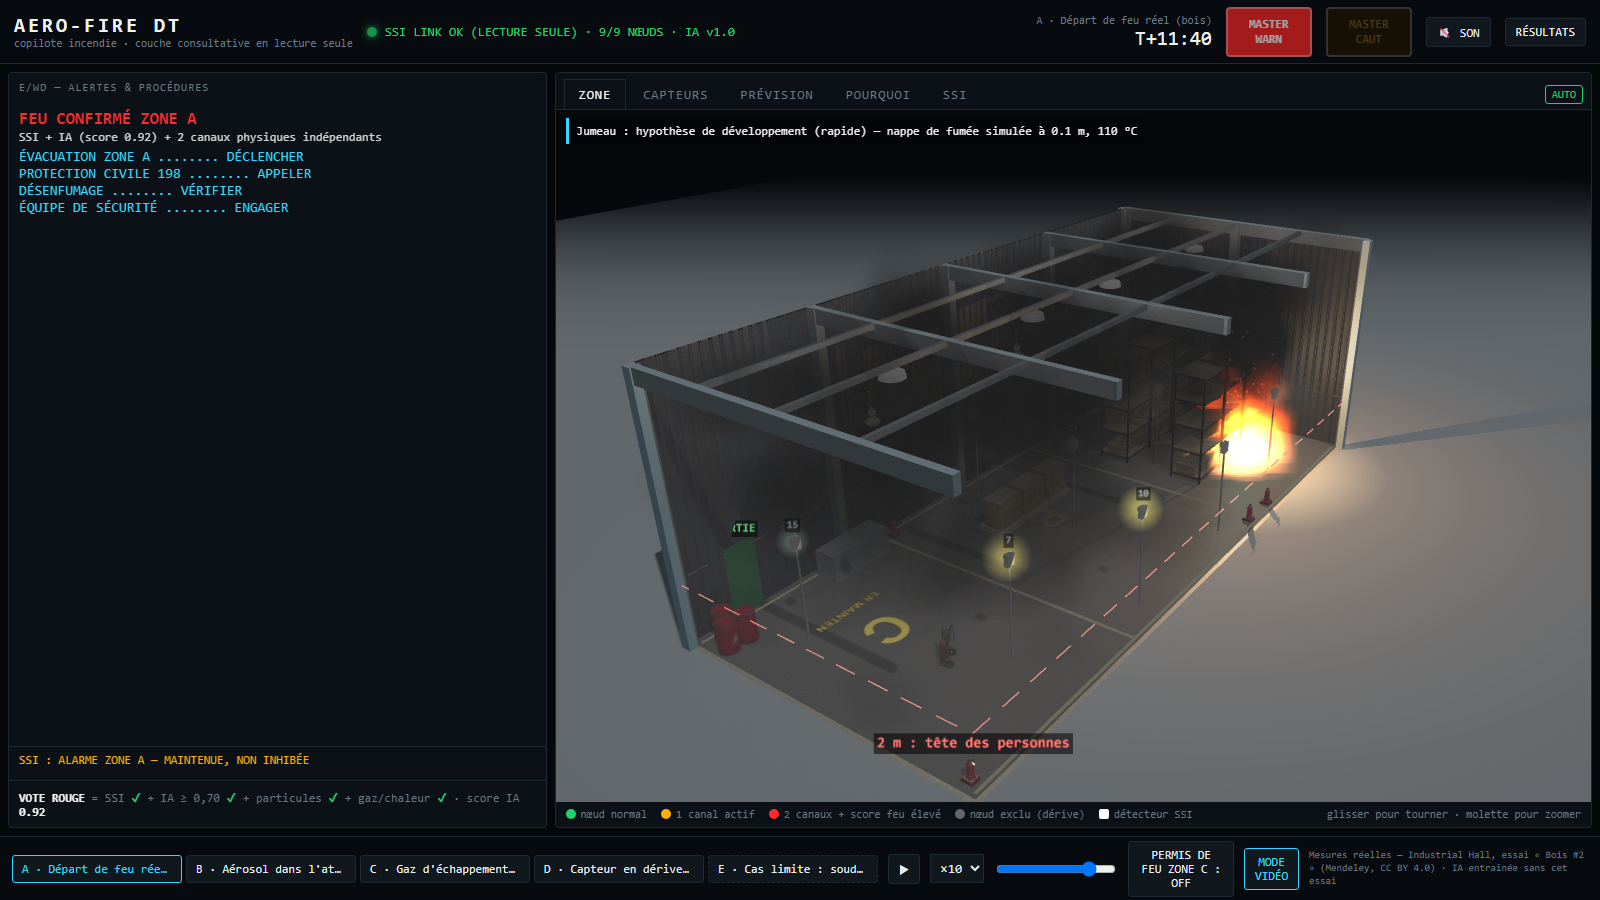 AERO-FIRE DT
copilote incendie · couche consultative en lecture seule
SSI LINK OK (LECTURE SEULE) · 9/9 NŒUDS · IA v1.0
A · Départ de feu réel (bois)
T+11:40
MASTER
WARN
MASTER
CAUT
SON
RÉSULTATS
E/WD — ALERTES & PROCÉDURES
FEU CONFIRMÉ ZONE A
SSI + IA (score 0.92) + 2 canaux physiques indépendants
ÉVACUATION ZONE A ........ DÉCLENCHER
PROTECTION CIVILE 198 ........ APPELER
DÉSENFUMAGE ........ VÉRIFIER
ÉQUIPE DE SÉCURITÉ ........ ENGAGER
SSI : ALARME ZONE A — MAINTENUE, NON INHIBÉE
VOTE ROUGE = SSI ✓ + IA ≥ 0,70 ✓ + particules ✓ + gaz/chaleur ✓ · score IA
0.92
ZONE
CAPTEURS
PRÉVISION
POURQUOI
SSI
AUTO
Jumeau : hypothèse de développement (rapide) — nappe de fumée simulée à 0.1 m, 110 °C
10
RTIE
15
7
ER MAINTEN
C
2 m : tête des personnes
nœud normal
1 canal actif
2 canaux + score feu élevé
nœud exclu (dérive)
détecteur SSI
glisser pour tourner · molette pour zoomer
A · Départ de feu rée…
B · Aérosol dans l'at…
C · Gaz d'échappement…
D · Capteur en dérive…
E · Cas limite : soud…
▶
×10
PERMIS DE
FEU ZONE C :
OFF
MODE
VIDÉO
Mesures réelles — Industrial Hall, essai « Bois #2
» (Mendeley, CC BY 4.0) · IA entraînée sans cet
essai